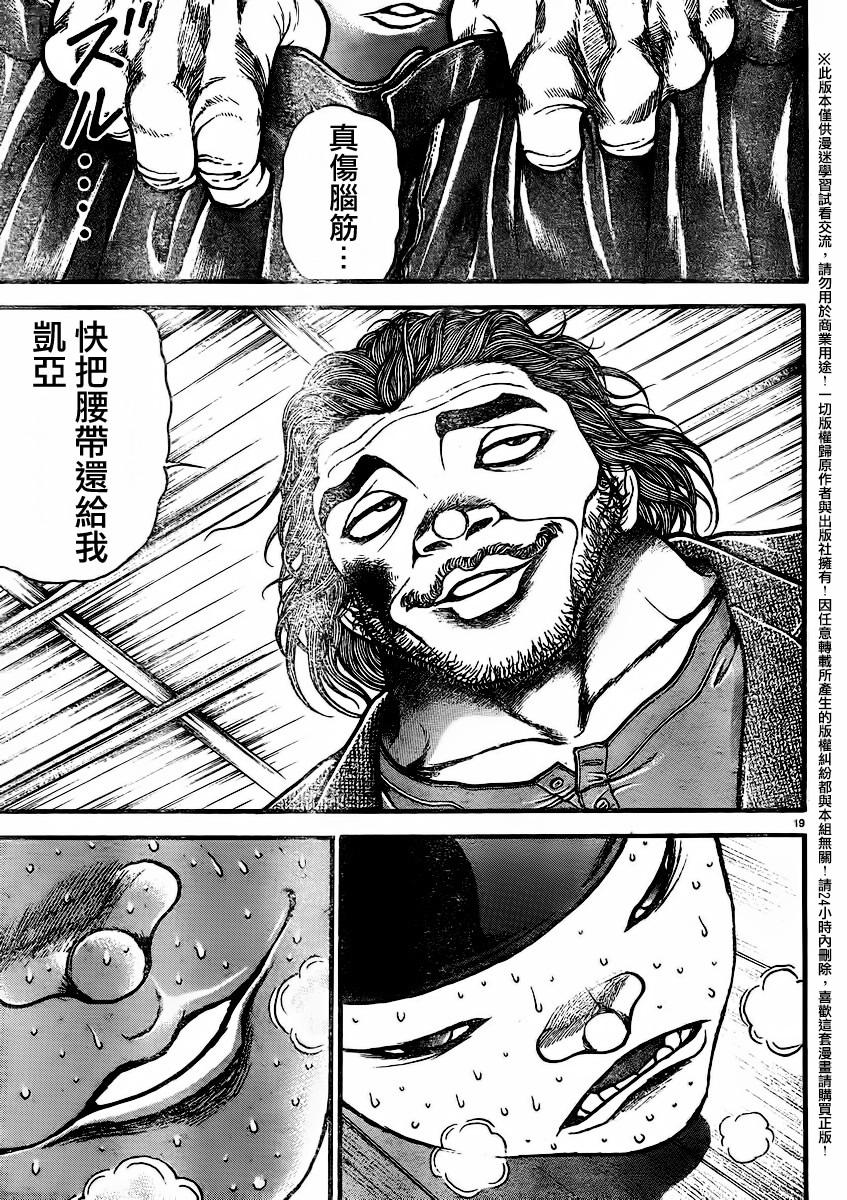 ズル・・・・
真傷腦筋…
快把腰帶還給我
凱亞
19
※此版本僅供漫迷學習試看交流，請勿用於商業用途！一切版權歸原作者與出版社擁有！因任意轉載所產生的版權糾紛都與本組無關！請24小時內刪除，喜歡這套漫畫請購買正版！